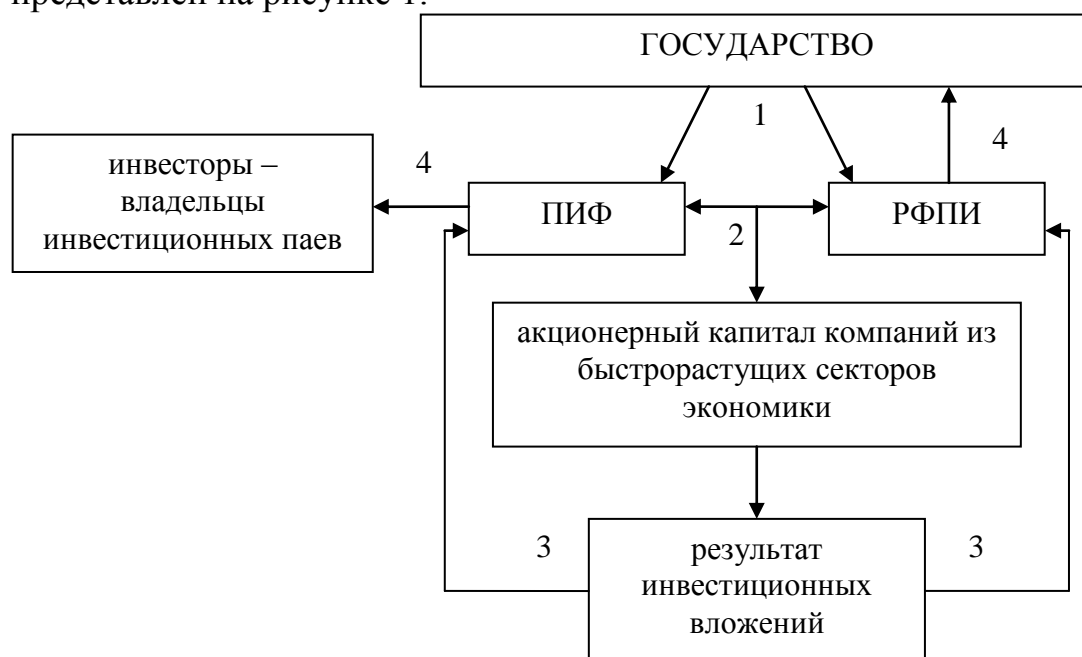 представлен на рисунке 1.
ГОСУДАРСТВО
1
4
инвесторы –
владельцы
инвестиционных паев
4
ПИФ
РФПИ
2
акционерный капитал компаний из
быстрорастущих секторов
экономики
3
результат
инвестиционных
вложений
3